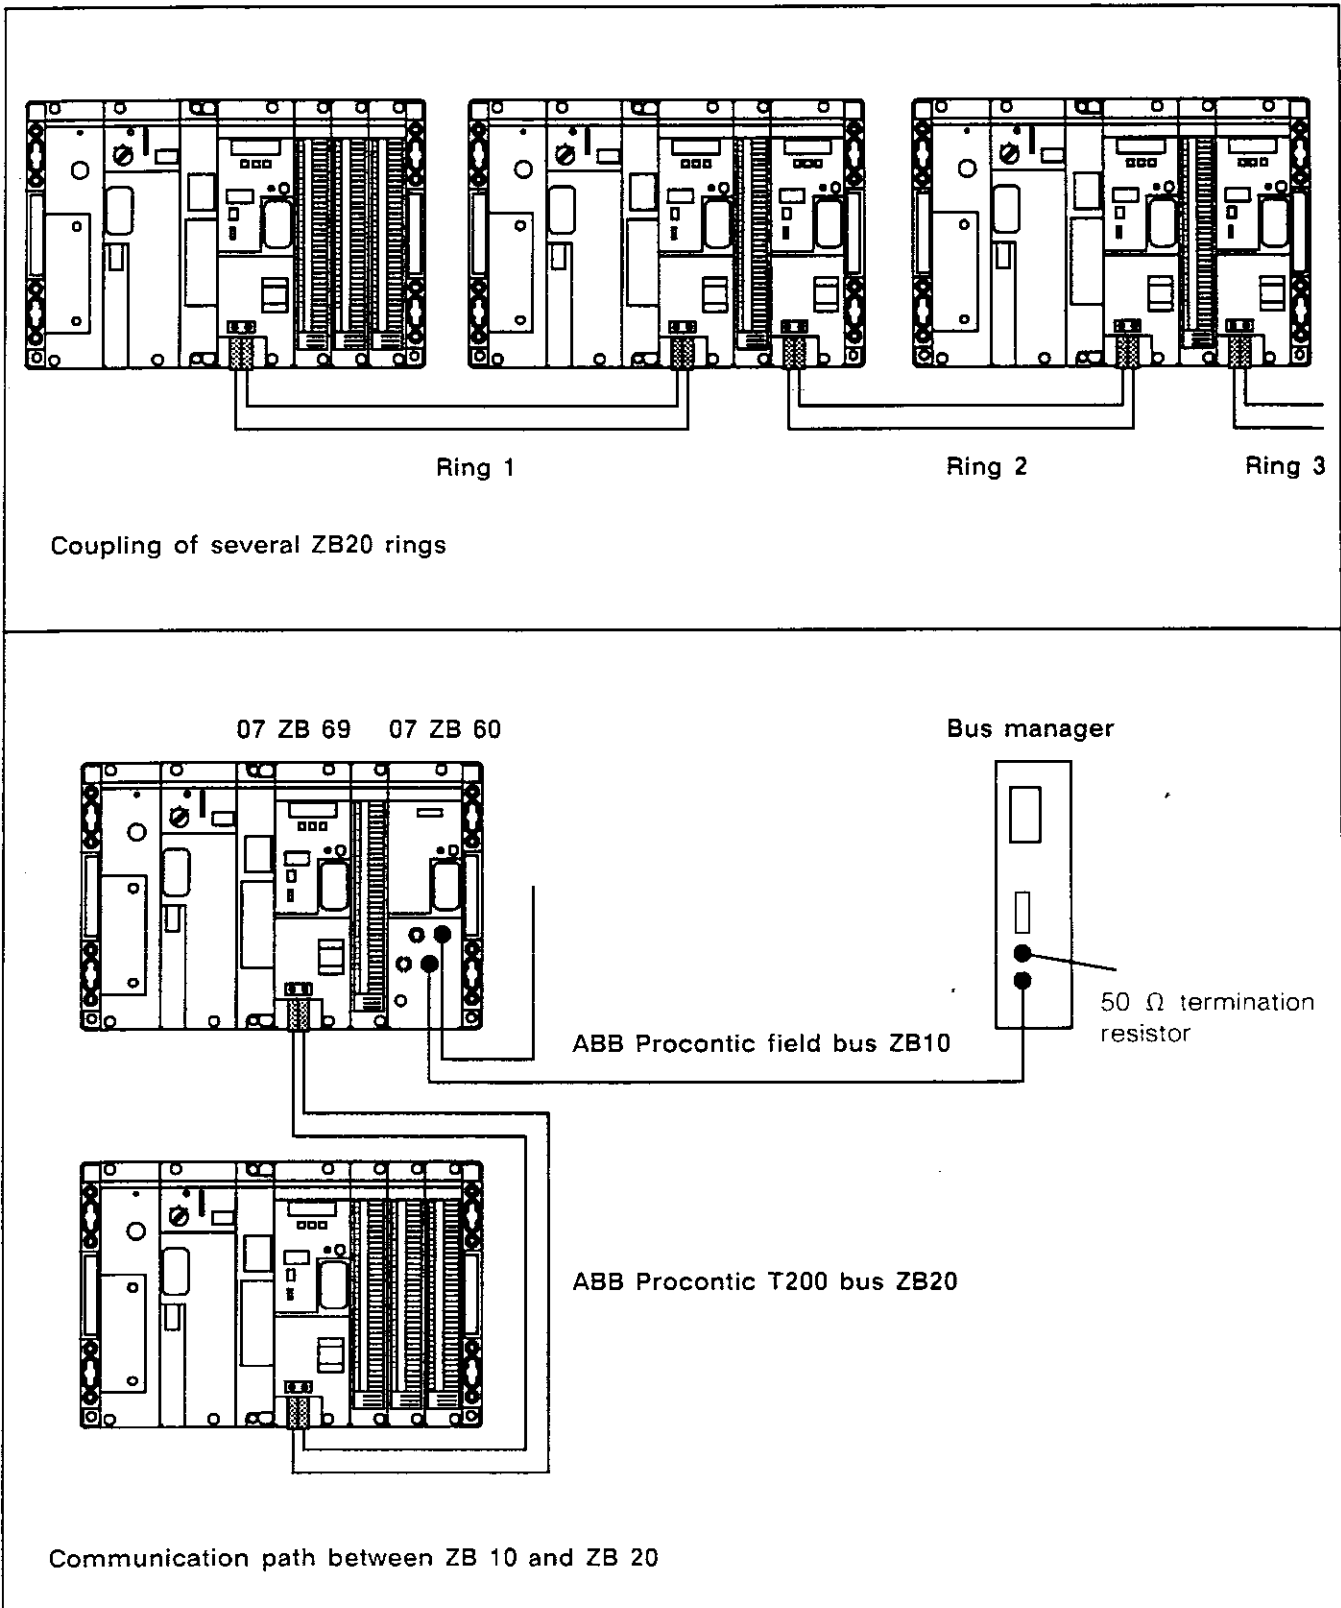 Ring 1
Ring 2
Ring 3
Coupling of several ZB20 rings
07 ZB 69
07 ZB 60
Bus manager
50 Ω termination
resistor
ABB Procontic field bus ZB10
ABB Procontic T200 bus ZB20
Communication path between ZB 10 and ZB 20